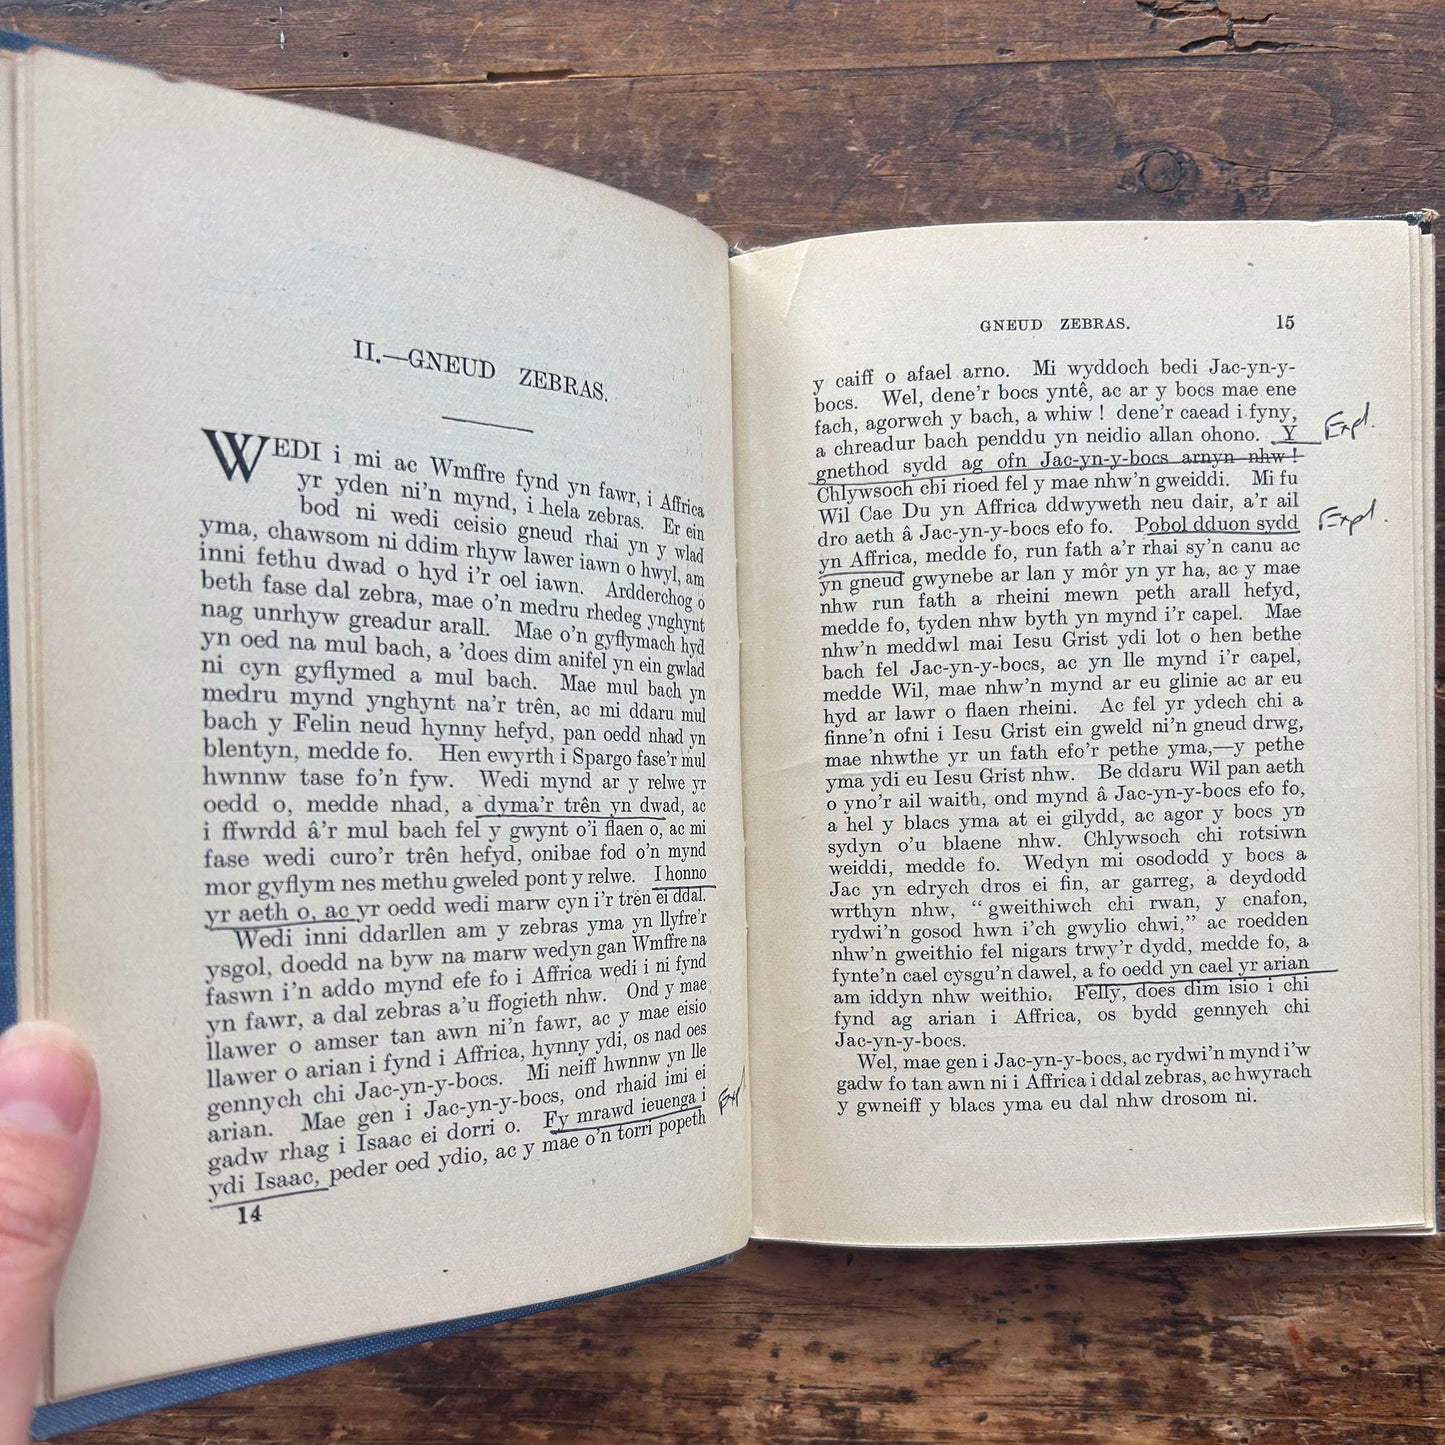 II.—GNEUD ZEBRAS.
WEDI i mi ac Wmffre fynd yn fawr, i Affrica
yr yden ni'n mynd, i hela zebras. Er ein
bod ni wedi ceisio gneud rhai yn y wlad
yma, chawsom ni ddim rhyw lawer iawn o hwyl, am
inni fethu dwad o hyd i'r oel iawn. Ardderchog o
beth fase dal zebra, mae o'n medru rhedeg ynghynt
nag unrhyw greadur arall. Mae o'n gyflymach hyd
yn oed na mul bach, a 'does dim anifel yn ein gwlad
ni cyn gyflymed a mul bach. Mae mul bach yn
medru mynd ynghynt na'r trên, ac mi ddaru mul
bach y Felin neud hynny hefyd, pan oedd nhad yn
blentyn, medde fo. Hen ewyrth i Spargo fase'r mul
hwnnw tase fo'n fyw. Wedi mynd ar y relwe yr
oedd o, medde nhad, a dyma'r trên yn dwad, ac
i ffwrdd â'r mul bach fel y gwynt o'i flaen o, ac mi
fase wedi curo'r trên hefyd, onibae fod o'n mynd
mor gyflym nes methu gweled pont y relwe. I honno
yr aeth o, ac yr oedd wedi marw cyn i'r trên ei ddal.
Wedi inni ddarllen am y zebras yma yn llyfre'r
ysgol, doedd na byw na marw wedyn gan Wmffre na
faswn i'n addo mynd efe fo i Affrica wedi i ni fynd
yn fawr, a dal zebras a'u ffogieth nhw. Ond y mae
llawer o amser tan awn ni'n fawr, ac y mae eisio
llawer o arian i fynd i Affrica, hynny ydi, os nad oes
gennych chi Jac-yn-y-bocs. Mi neiff hwnnw yn lle
arian. Mae gen i Jac-yn-y-bocs, ond rhaid imi ei
gadw rhag i Isaac ei dorri o. Fy mrawd ieuenga i
ydi Isaac, peder oed ydio, ac y mae o'n torri popeth
Expl
14
GNEUD ZEBRAS. 15
y caiff o afael arno. Mi wyddoch bedi Jac-yn-y-
bocs. Wel, dene'r bocs yntê, ac ar y bocs mae ene
fach, agorwch y bach, a whiw ! dene'r caead i fyny,
a chreadur bach penddu yn neidio allan ohono. Y
Expl.
gnethod sydd ag ofn Jac-yn-y-bocs arnyn nhw !
Chlywsoch chi rioed fel y mae nhw'n gweiddi. Mi fu
Wil Cae Du yn Affrica ddwyweth neu dair, a'r ail
dro aeth â Jac-yn-y-bocs efo fo. Pobol dduon sydd
Expl.
yn Affrica, medde fo, run fath a'r rhai sy'n canu ac
yn gneud gwynebe ar lan y môr yn yr ha, ac y mae
nhw run fath a rheini mewn peth arall hefyd,
medde fo, tyden nhw byth yn mynd i'r capel. Mae
nhw'n meddwl mai Iesu Grist ydi lot o hen bethe
bach fel Jac-yn-y-bocs, ac yn lle mynd i'r capel,
medde Wil, mae nhw'n mynd ar eu glinie ac ar eu
hyd ar lawr o flaen rheini. Ac fel yr ydech chi a
finne'n ofni i Iesu Grist ein gweld ni'n gneud drwg,
mae nhwthe yr un fath efo'r pethe yma,—y pethe
yma ydi eu Iesu Grist nhw. Be ddaru Wil pan aeth
o yno'r ail waith, ond mynd â Jac-yn-y-bocs efo fo,
a hel y blacs yma at ei gilydd, ac agor y bocs yn
sydyn o'u blaene nhw. Chlywsoch chi rotsiwn
weiddi, medde fo. Wedyn mi osododd y bocs a
Jac yn edrych dros ei fin, ar garreg, a deydodd
wrthyn nhw, " gweithiwch chi rwan, y cnafon,
rydwi'n gosod hwn i'ch gwylio chwi," ac roedden
nhw'n gweithio fel nigars trwy'r dydd, medde fo, a
fynte'n cael cysgu'n dawel, a fo oedd yn cael yr arian
am iddyn nhw weithio. Felly, does dim isio i chi
fynd ag arian i Affrica, os bydd gennych chi
Jac-yn-y-bocs.
Wel, mae gen i Jac-yn-y-bocs, ac rydwi'n mynd i'w
gadw fo tan awn ni i Affrica i ddal zebras, ac hwyrach
y gwneiff y blacs yma eu dal nhw drosom ni.